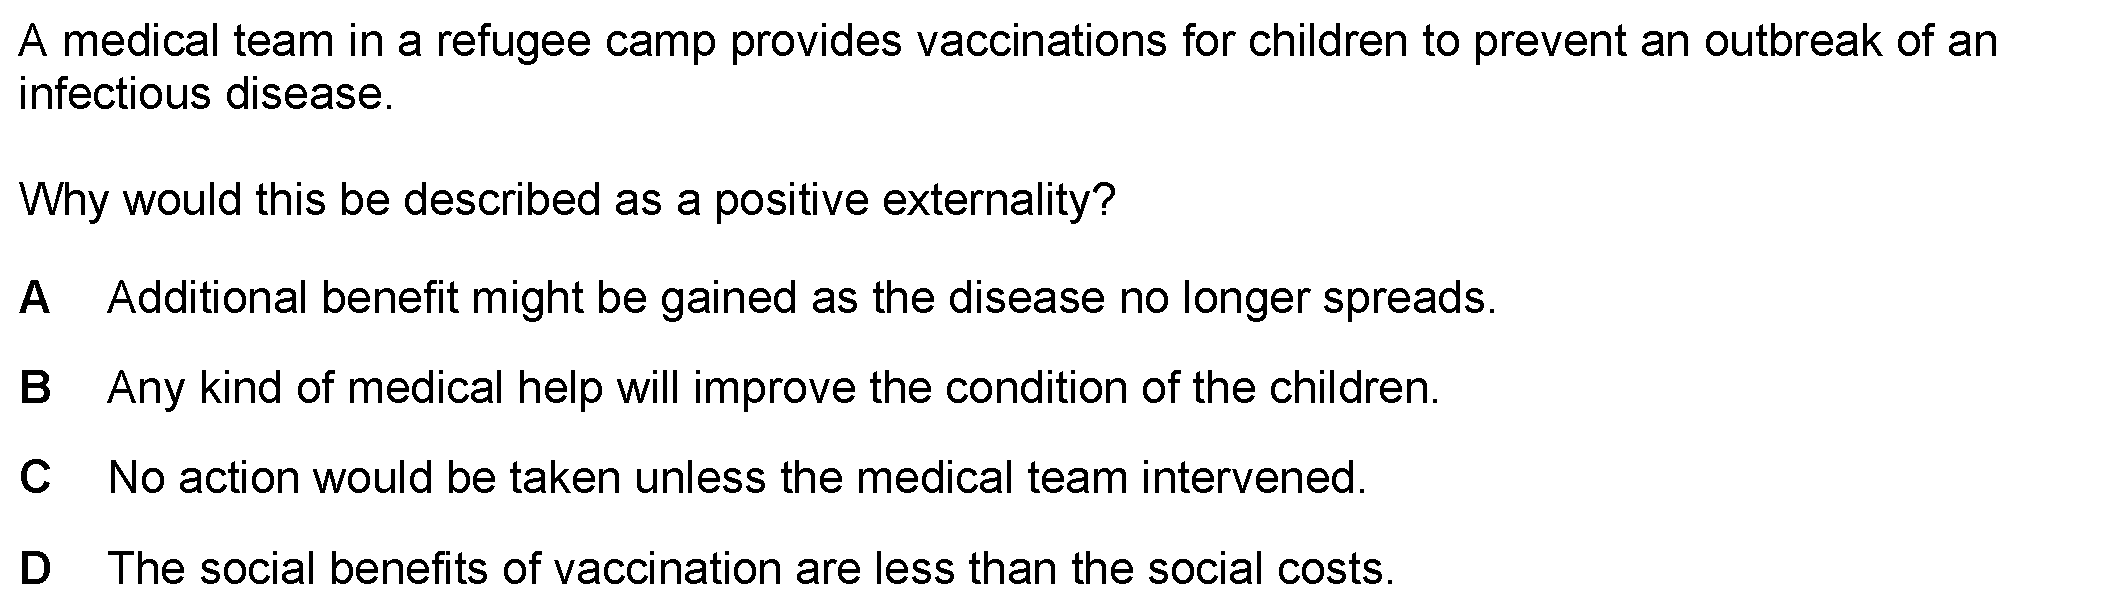 A medical team in a refugee camp provides vaccinations for children to prevent an outbreak of an
infectious disease.
Why would this be described as a positive externality?
A Additional benefit might be gained as the disease no longer spreads.
B Any kind of medical help will improve the condition of the children.
C No action would be taken unless the medical team intervened.
D The social benefits of vaccination are less than the social costs.